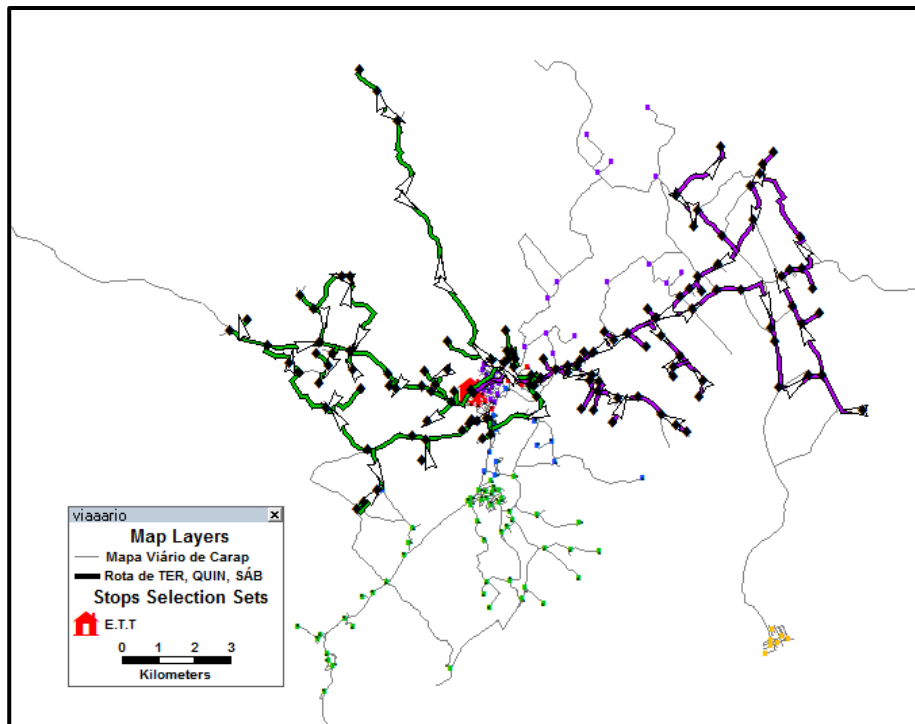 viaaario
Map Layers
Mapa Viário de Carap
Rota de TER, QUIN, SÁB
Stops Selection Sets
E.T.T
0 1 2 3
Kilometers